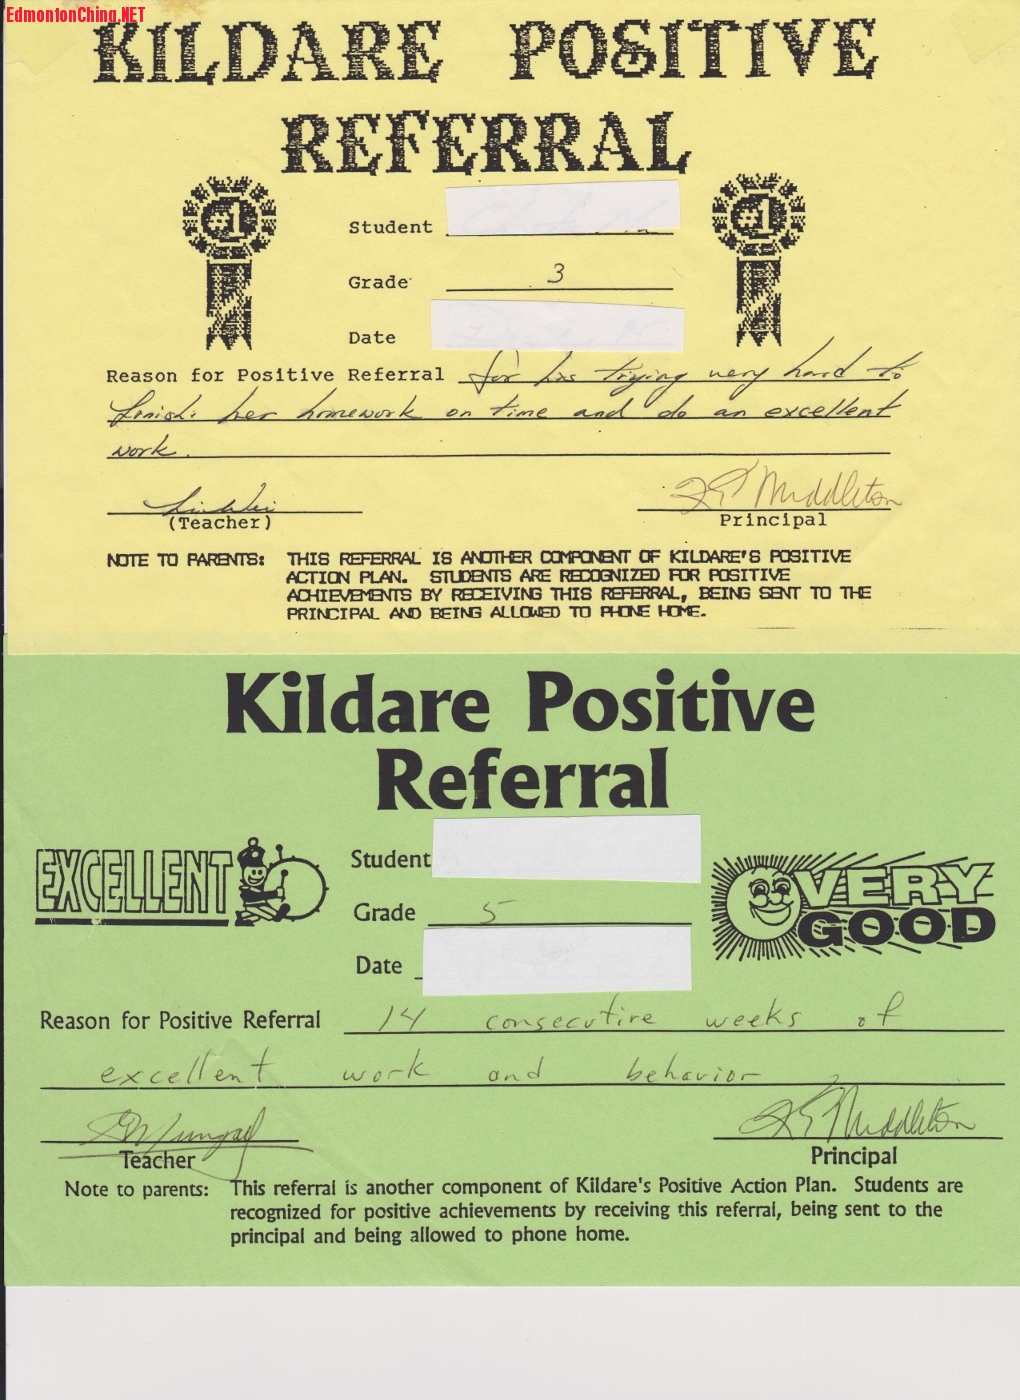 EdmontonChing.NET
KILDARE POSITIVE
REFERRAL
#1
#1
Student
Grade 3
Date
Reason for Positive Referral for has trying very hard to
finish her homework on time and do an excellent
work.
(Teacher)
Middleton
Principal
NOTE TO PARENTS: THIS REFERRAL IS ANOTHER COMPONENT OF KILDARE'S POSITIVE
ACTION PLAN. STUDENTS ARE RECOGNIZED FOR POSITIVE
ACHIEVEMENTS BY RECEIVING THIS REFERRAL, BEING SENT TO THE
PRINCIPAL AND BEING ALLOWED TO PHONE HOME.
Kildare Positive
Referral
EXCELLENT
Student
VERY
GOOD
Grade 5
Date
Reason for Positive Referral 14 consecutive weeks of
excellent work and behavior
Middleton
Teacher
Principal
Note to parents: This referral is another component of Kildare's Positive Action Plan. Students are
recognized for positive achievements by receiving this referral, being sent to the
principal and being allowed to phone home.